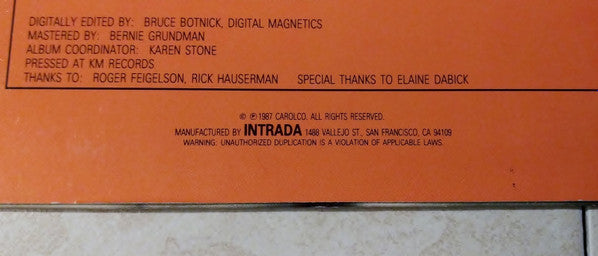 DIGITALLY EDITED BY: BRUCE BOTNICK, DIGITAL MAGNETICS
MASTERED BY: BERNIE GRUNDMAN
ALBUM COORDINATOR: KAREN STONE
PRESSED AT KM RECORDS
THANKS TO: ROGER FEIGELSON, RICK HAUSERMAN SPECIAL THANKS TO ELAINE DABICK
© ℗ 1987 CAROLCO. ALL RIGHTS RESERVED.
MANUFACTURED BY INTRADA 1488 VALLEJO ST., SAN FRANCISCO, CA 94109
WARNING: UNAUTHORIZED DUPLICATION IS A VIOLATION OF APPLICABLE LAWS.